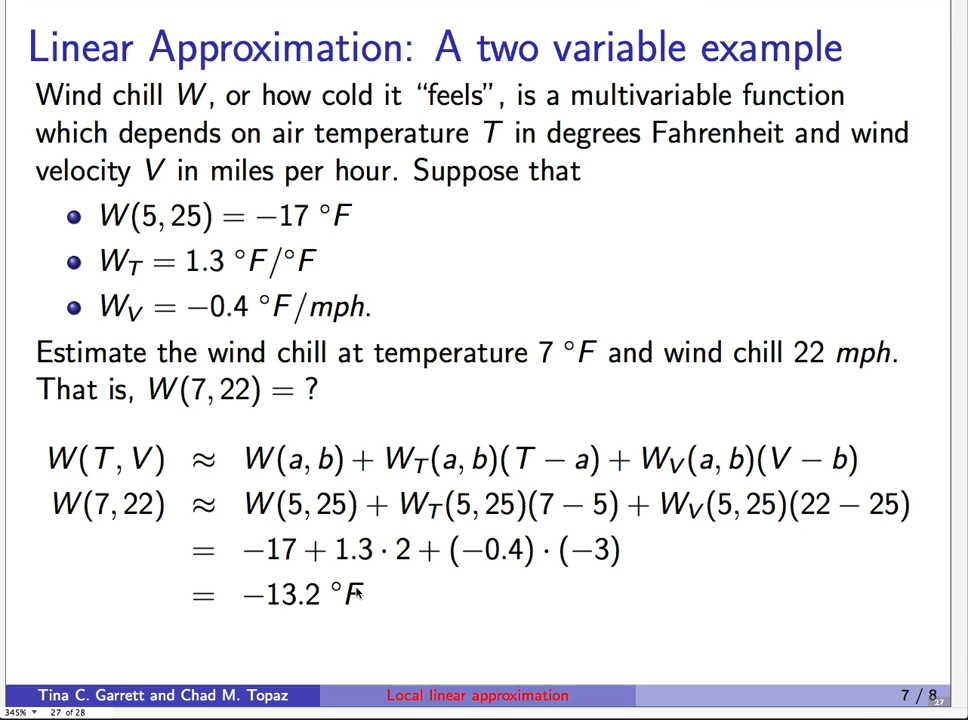 Linear Approximation: A two variable example
Wind chill W, or how cold it “feels”, is a multivariable function
which depends on air temperature T in degrees Fahrenheit and wind
velocity V in miles per hour. Suppose that
• W(5, 25) = −17 °F
• W_T = 1.3 °F/°F
• W_V = −0.4 °F/mph.
Estimate the wind chill at temperature 7 °F and wind chill 22 mph.
That is, W(7, 22) = ?
W(T, V) ≈ W(a, b) + W_T(a, b)(T − a) + W_V(a, b)(V − b)
W(7, 22) ≈ W(5, 25) + W_T(5, 25)(7 − 5) + W_V(5, 25)(22 − 25)
= −17 + 1.3 · 2 + (−0.4) · (−3)
= −13.2 °F
Tina C. Garrett and Chad M. Topaz Local linear approximation 7 / 8
345% ▼ 27 of 28 27